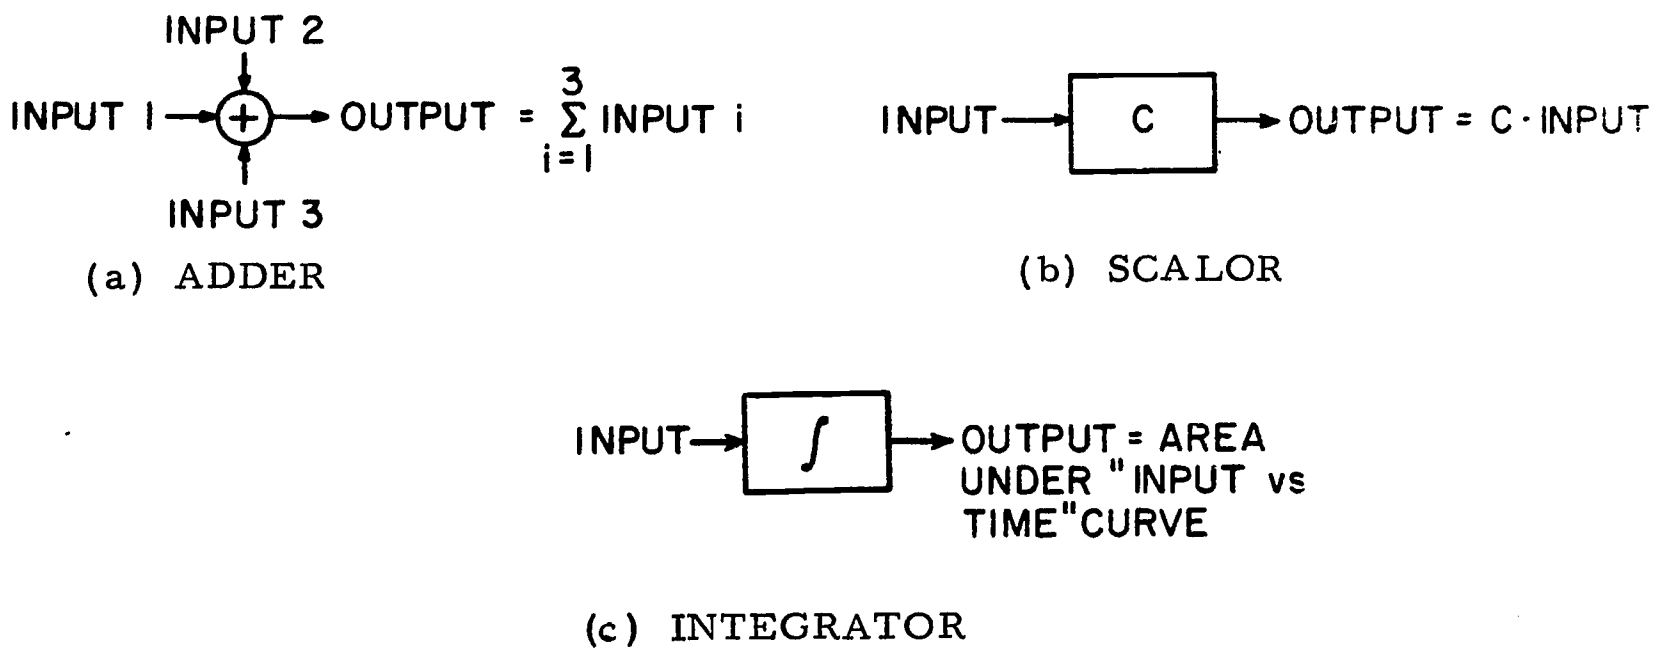 INPUT 2
INPUT 1 + OUTPUT = 3 Σ i=1 INPUT i
INPUT 3
(a) ADDER
INPUT C OUTPUT = C · INPUT
(b) SCALOR
INPUT ∫ OUTPUT = AREA
UNDER "INPUT vs
TIME" CURVE
(c) INTEGRATOR